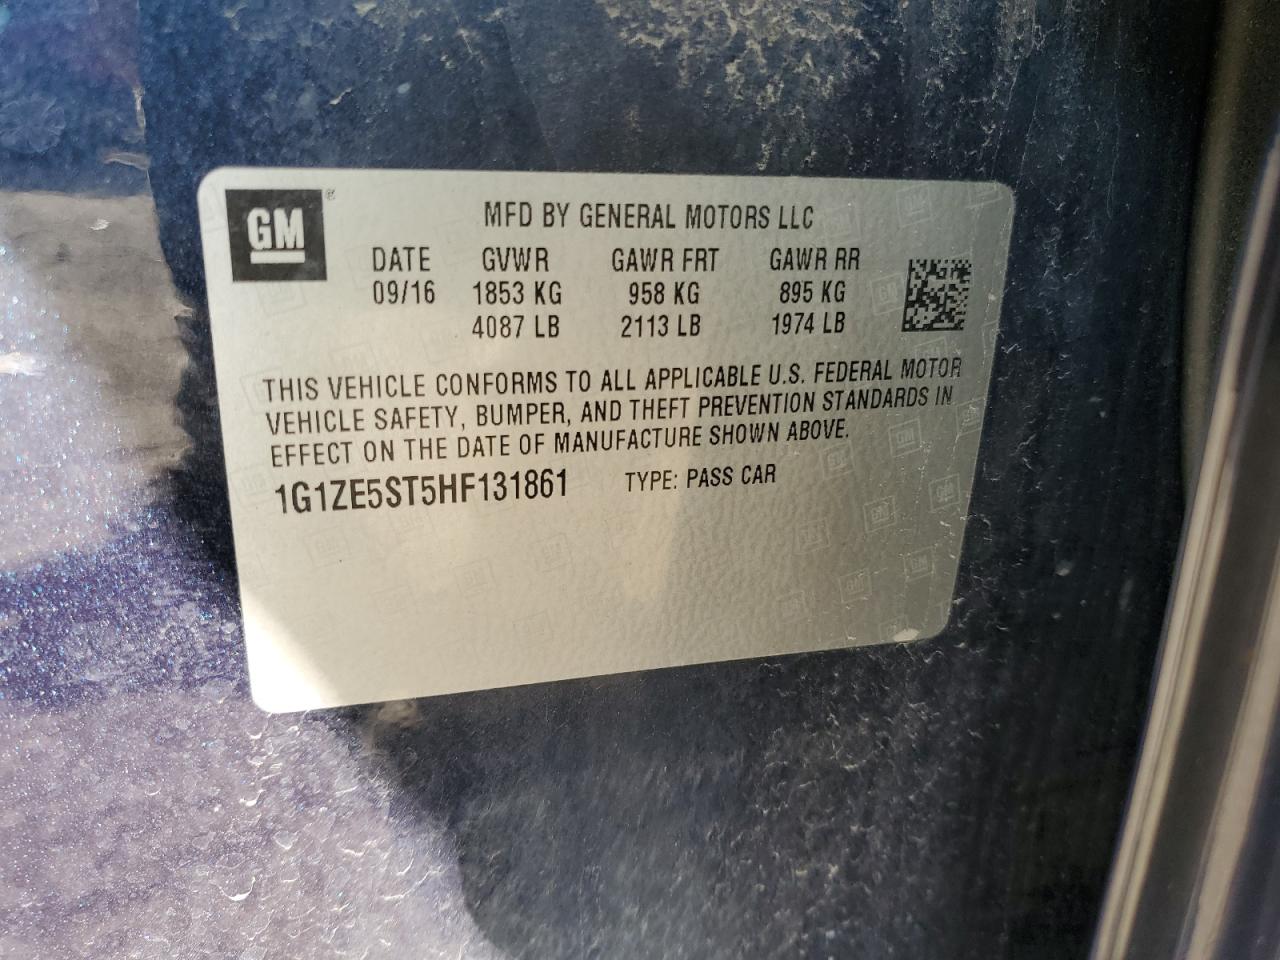 GM ®
MFD BY GENERAL MOTORS LLC
DATE GVWR GAWR FRT GAWR RR
09/16 1853 KG 958 KG 895 KG
4087 LB 2113 LB 1974 LB
THIS VEHICLE CONFORMS TO ALL APPLICABLE U.S. FEDERAL MOTOR
VEHICLE SAFETY, BUMPER, AND THEFT PREVENTION STANDARDS IN
EFFECT ON THE DATE OF MANUFACTURE SHOWN ABOVE.
1G1ZE5ST5HF131861 TYPE: PASS CAR